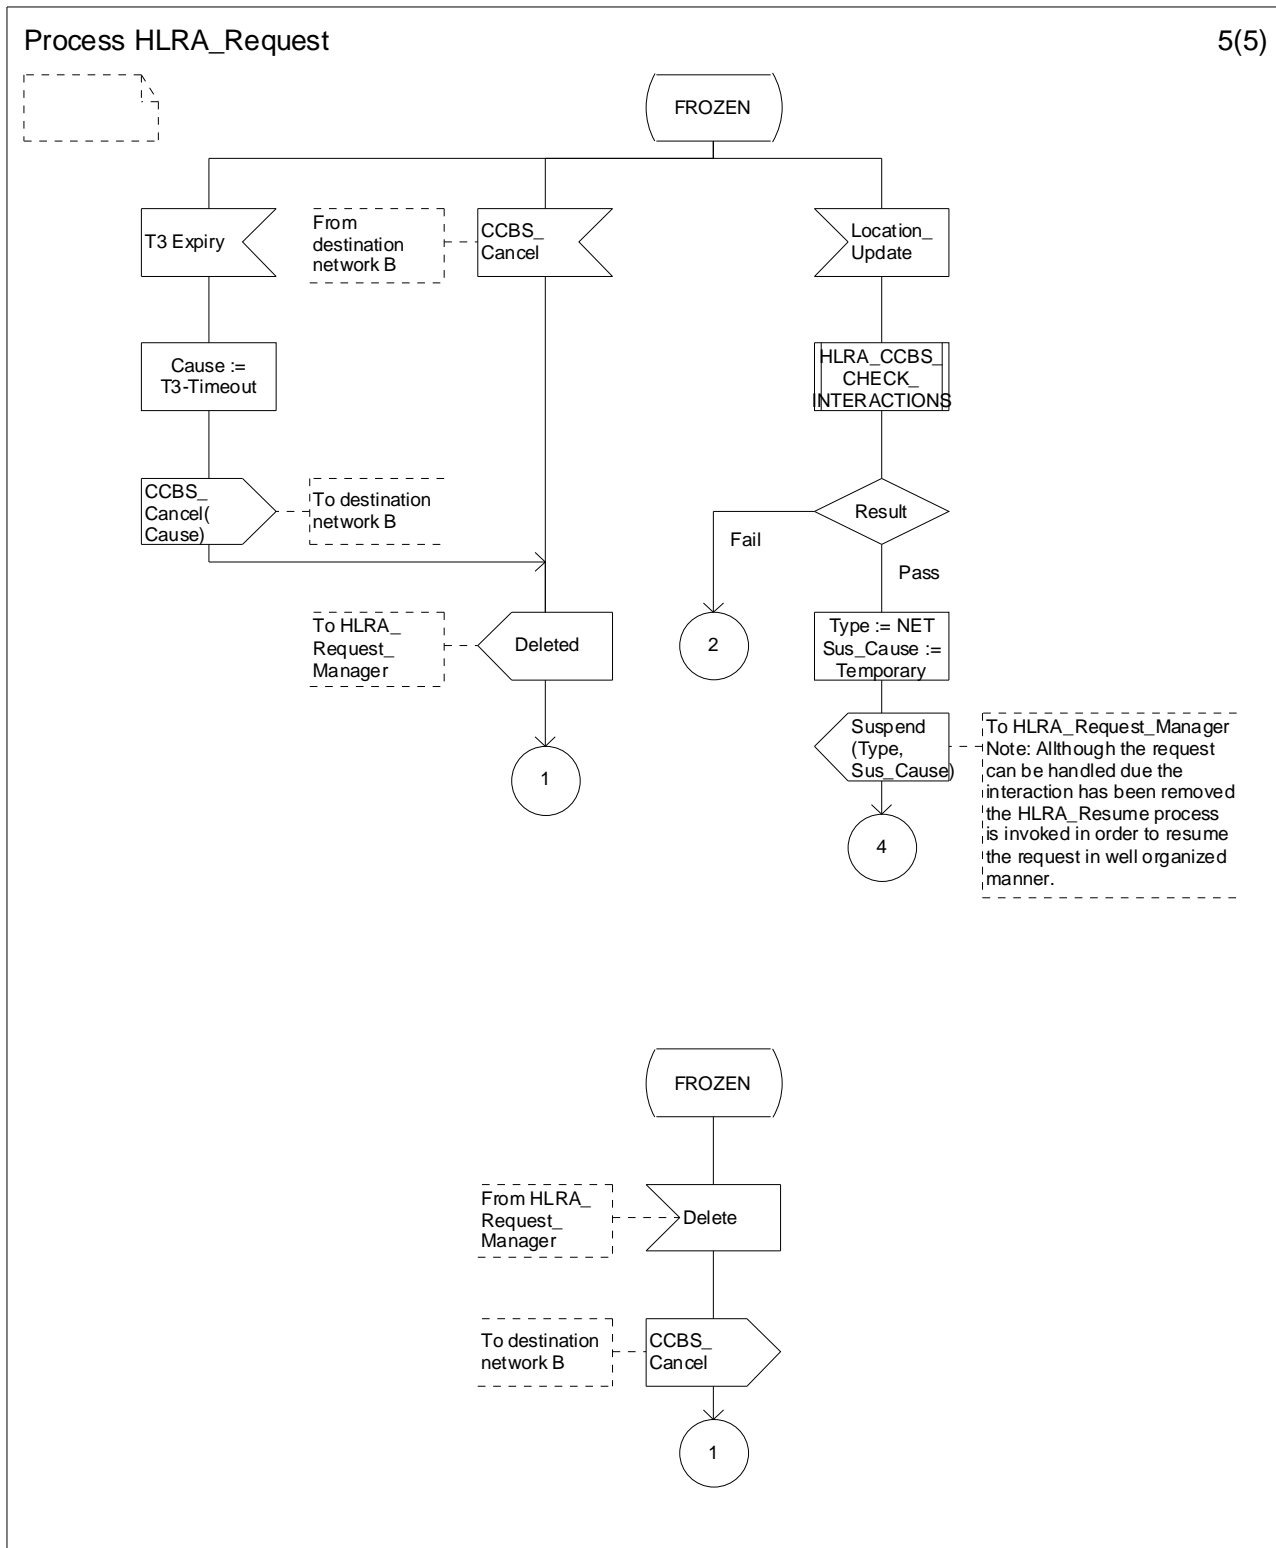 Process HLRA_Request
5(5)
FROZEN
T3 Expiry
From
destination
network B
CCBS_
Cancel
Location_
Update
Cause :=
T3-Timeout
HLRA_CCBS_
CHECK_
INTERACTIONS
CCBS_
Cancel(
Cause)
To destination
network B
Result
Fail
Pass
To HLRA_
Request_
Manager
Deleted
2
Type := NET
Sus_Cause :=
Temporary
Suspend
(Type,
Sus_Cause)
To HLRA_Request_Manager
Note: Allthough the request
can be handled due the
interaction has been removed
the HLRA_Resume process
is invoked in order to resume
the request in well organized
manner.
1
4
FROZEN
From HLRA_
Request_
Manager
Delete
To destination
network B
CCBS_
Cancel
1